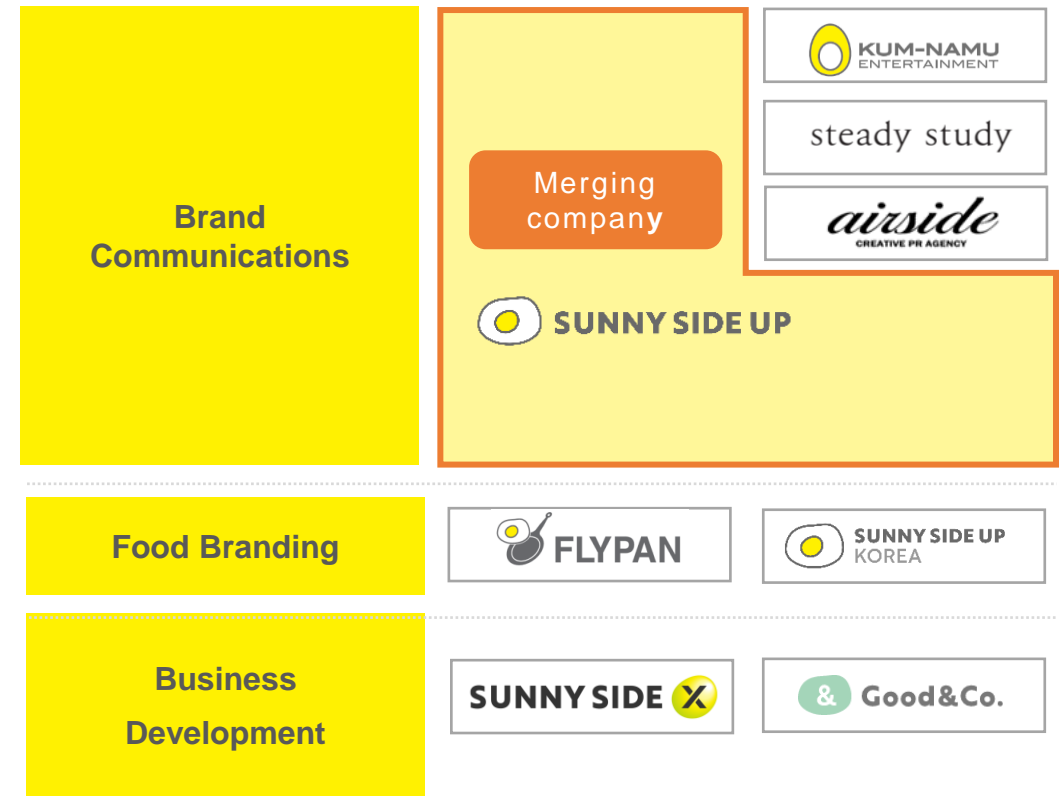 Brand
Communications
Merging
company
SUNNY SIDE UP
KUM-NAMU
ENTERTAINMENT
steady study
airside
CREATIVE PR AGENCY
Food Branding
FLYPAN
SUNNY SIDE UP
KOREA
Business
Development
SUNNY SIDE X
& Good&Co.